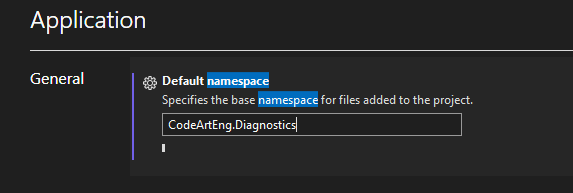 Application
General
Default namespace
Specifies the base namespace for files added to the project.
CodeArtEng.Diagnostics